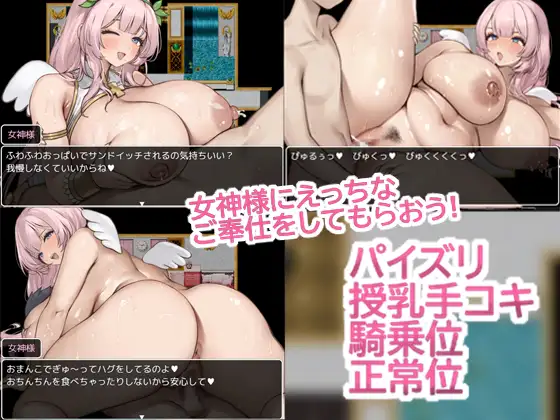 女神様
ふわふわおっぱいでサンドイッチされるの気持ちいい？
我慢しなくていいからね♥
ぴゅるぅっ♥　ぴゅくっ♥　ぴゅくくくくっ♥
女神様にえっちな
ご奉仕をしてもらおう!
女神様
おまんこでぎゅ～ってハグをしてるのよ♥
おちんちんを食べちゃったりしないから安心して♥
パイズリ
授乳手コキ
騎乗位
正常位